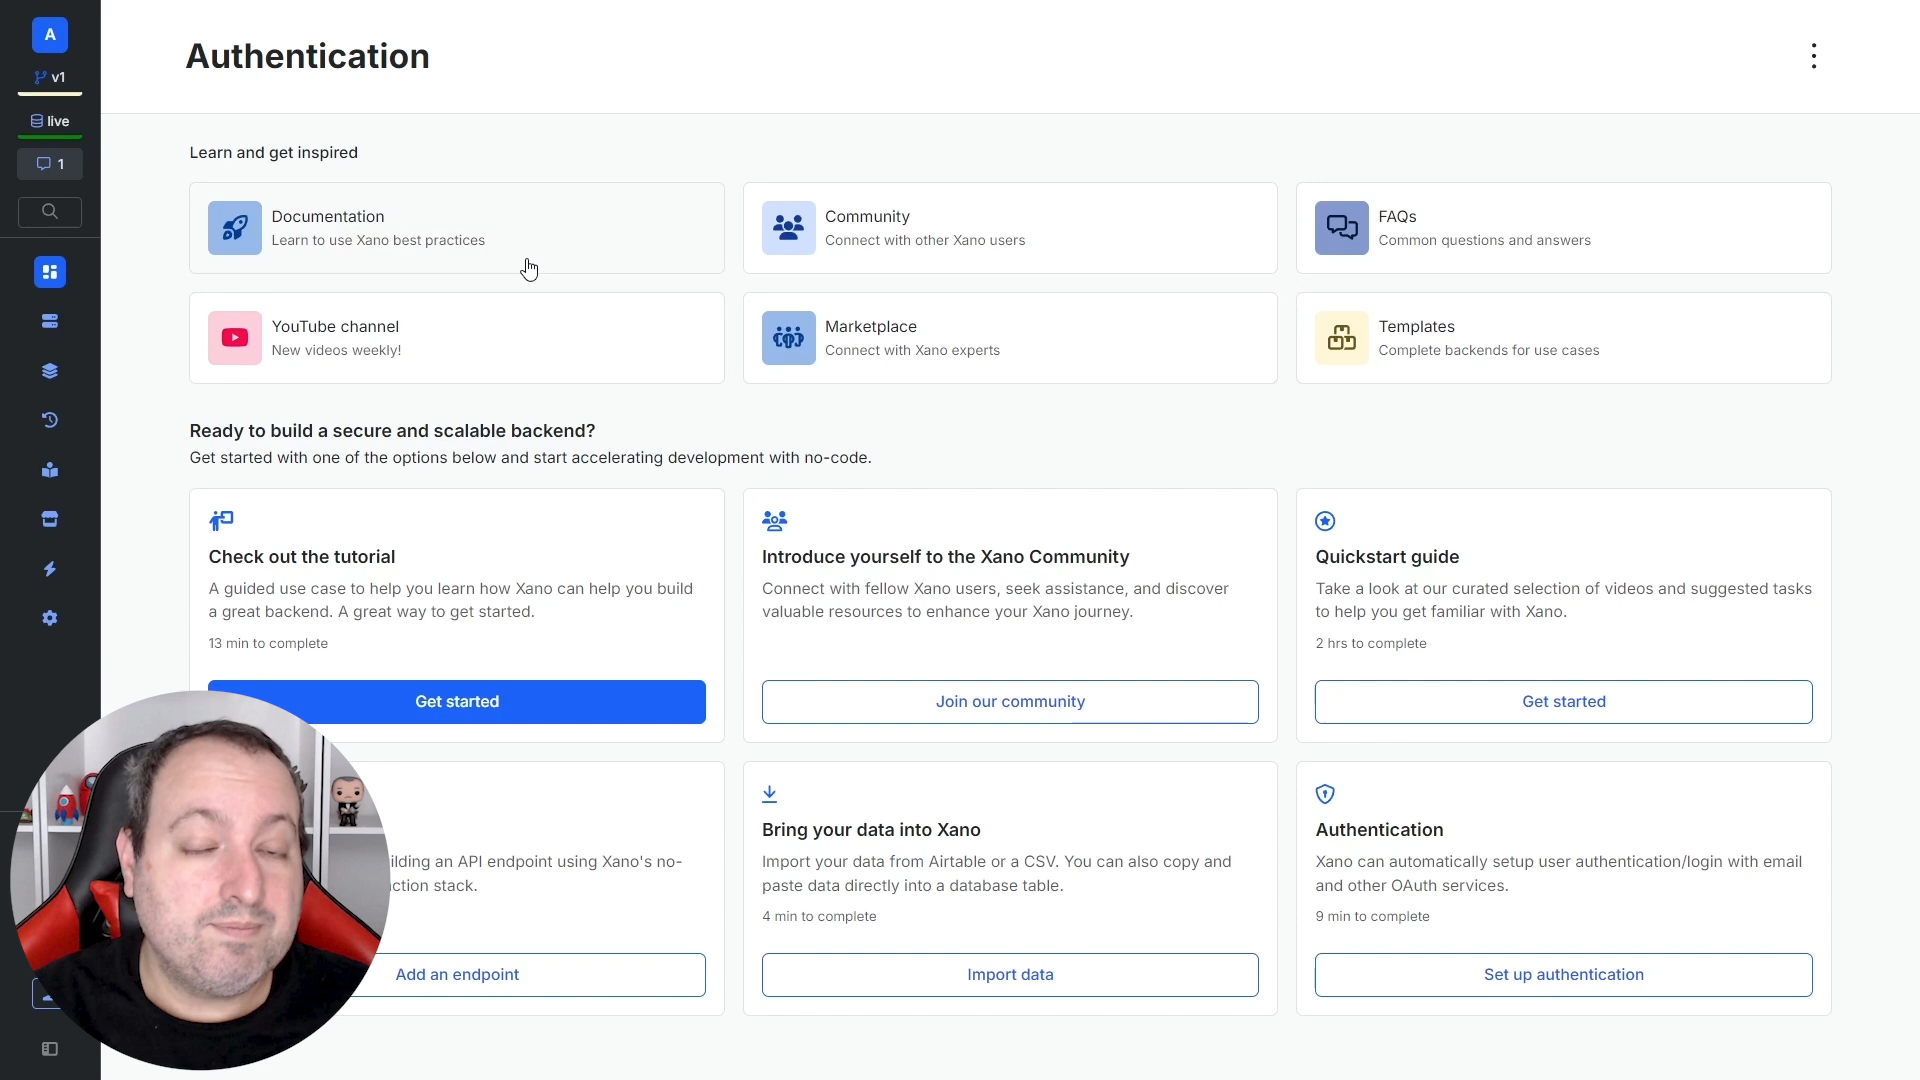 A
v1
live
1
Authentication
Learn and get inspired
Documentation
Learn to use Xano best practices
Community
Connect with other Xano users
FAQs
Common questions and answers
YouTube channel
New videos weekly!
Marketplace
Connect with Xano experts
Templates
Complete backends for use cases
Ready to build a secure and scalable backend?
Get started with one of the options below and start accelerating development with no-code.
Check out the tutorial
A guided use case to help you learn how Xano can help you build
a great backend. A great way to get started.
13 min to complete
Get started
Introduce yourself to the Xano Community
Connect with fellow Xano users, seek assistance, and discover
valuable resources to enhance your Xano journey.
Join our community
Quickstart guide
Take a look at our curated selection of videos and suggested tasks
to help you get familiar with Xano.
2 hrs to complete
Get started
an API endpoint using Xano's no-
stack.
Add an endpoint
Bring your data into Xano
Import your data from Airtable or a CSV. You can also copy and
paste data directly into a database table.
4 min to complete
Import data
Authentication
Xano can automatically setup user authentication/login with email
and other OAuth services.
9 min to complete
Set up authentication